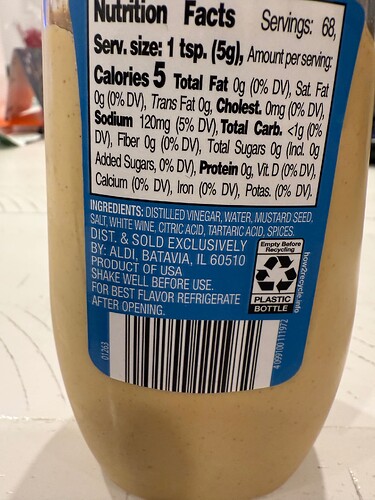 Nutrition Facts Servings: 68,
Serv. size: 1 tsp. (5g), Amount per serving:
Calories 5 Total Fat 0g (0% DV), Sat. Fat
0g (0% DV), Trans Fat 0g, Cholest. 0mg (0% DV),
Sodium 120mg (5% DV), Total Carb. <1g (0%
DV), Fiber 0g (0% DV), Total Sugars 0g (Incl. 0g
Added Sugars, 0% DV), Protein 0g, Vit. D (0% DV),
Calcium (0% DV), Iron (0% DV), Potas. (0% DV).
INGREDIENTS: DISTILLED VINEGAR, WATER, MUSTARD SEED,
SALT, WHITE WINE, CITRIC ACID, TARTARIC ACID, SPICES.
DIST. & SOLD EXCLUSIVELY
BY: ALDI, BATAVIA, IL 60510
PRODUCT OF USA
SHAKE WELL BEFORE USE.
FOR BEST FLAVOR REFRIGERATE
AFTER OPENING.
Empty Before
Recycling
PLASTIC
BOTTLE
how2recycle.info
01263
4099100111972